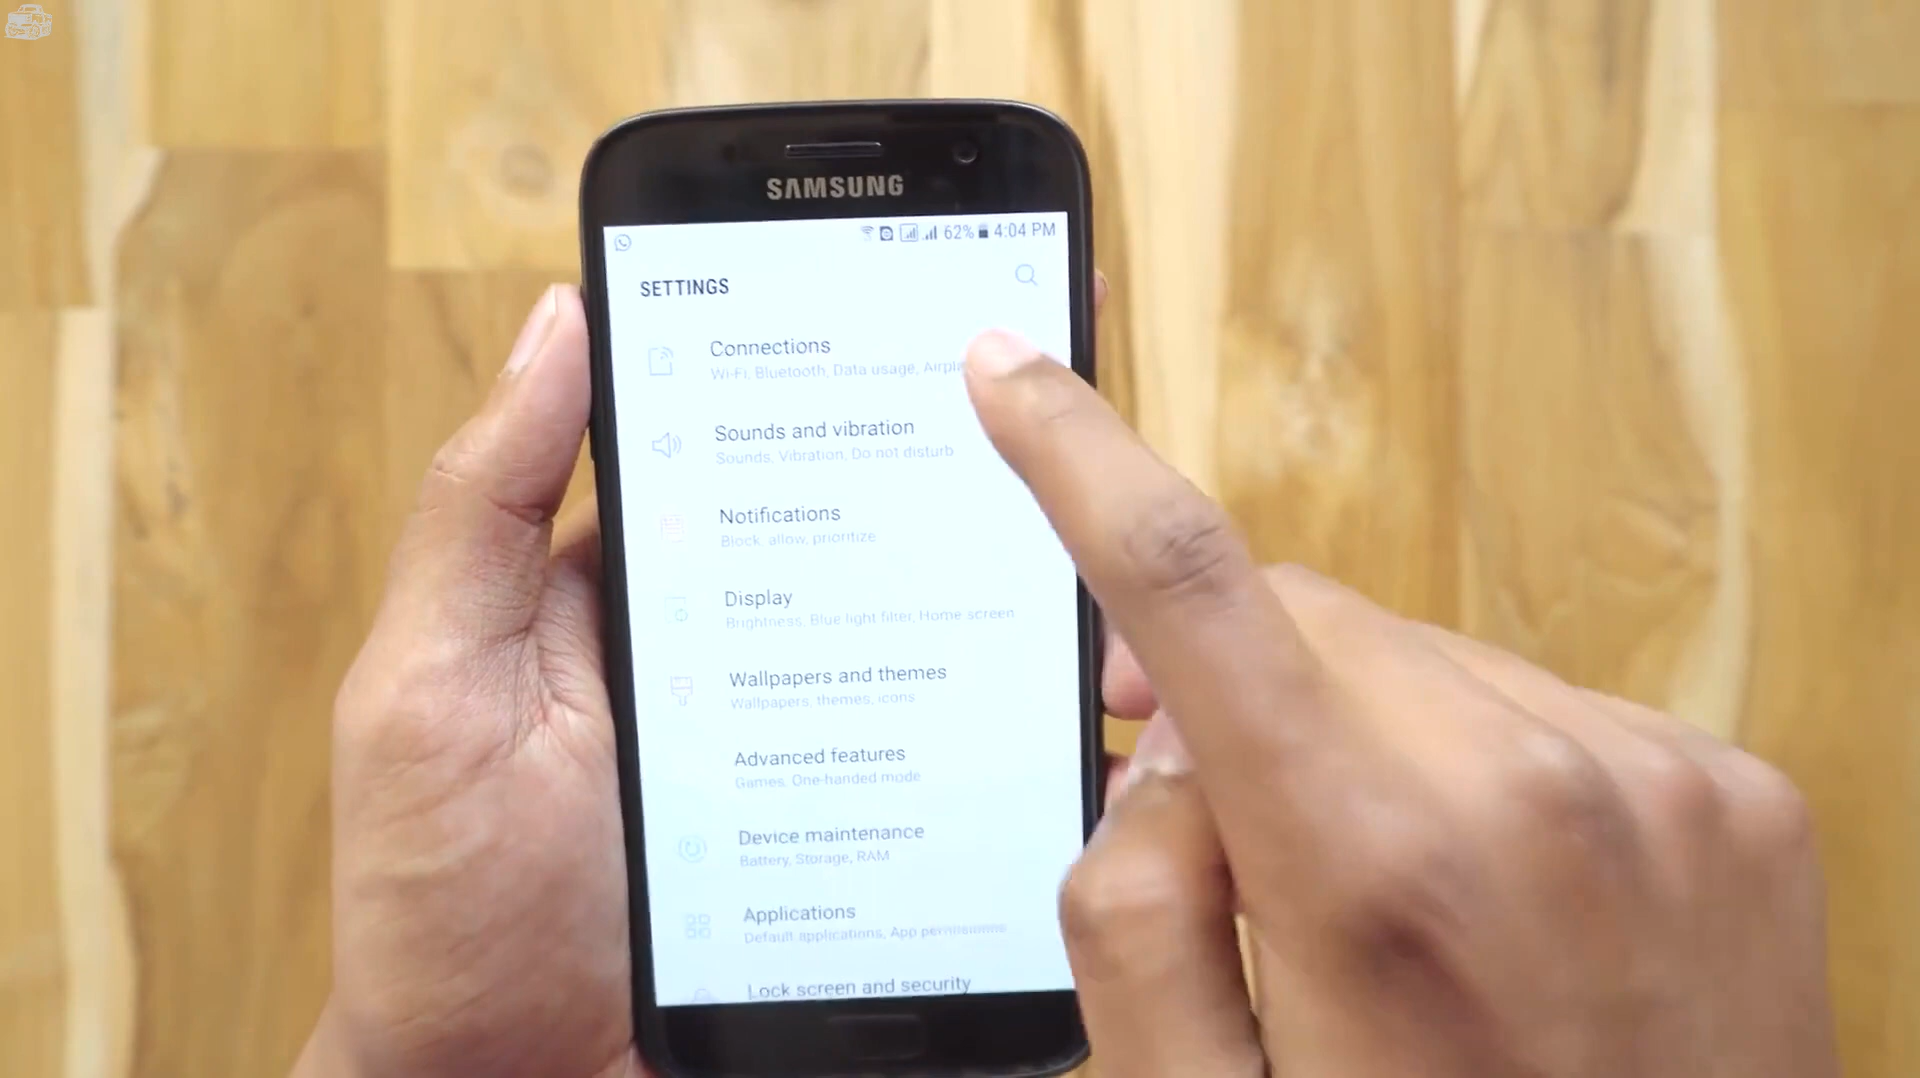 SAMSUNG
62% 4:04 PM
SETTINGS
Connections
Wi-Fi, Bluetooth, Data usage, Airpla
Sounds and vibration
Sounds, Vibration, Do not disturb
Notifications
Block, allow, prioritize
Display
Brightness, Blue light filter, Home screen
Wallpapers and themes
Wallpapers, themes, icons
Advanced features
Games, One-handed mode
Device maintenance
Battery, Storage, RAM
Applications
Default applications, App permissions
Lock screen and security